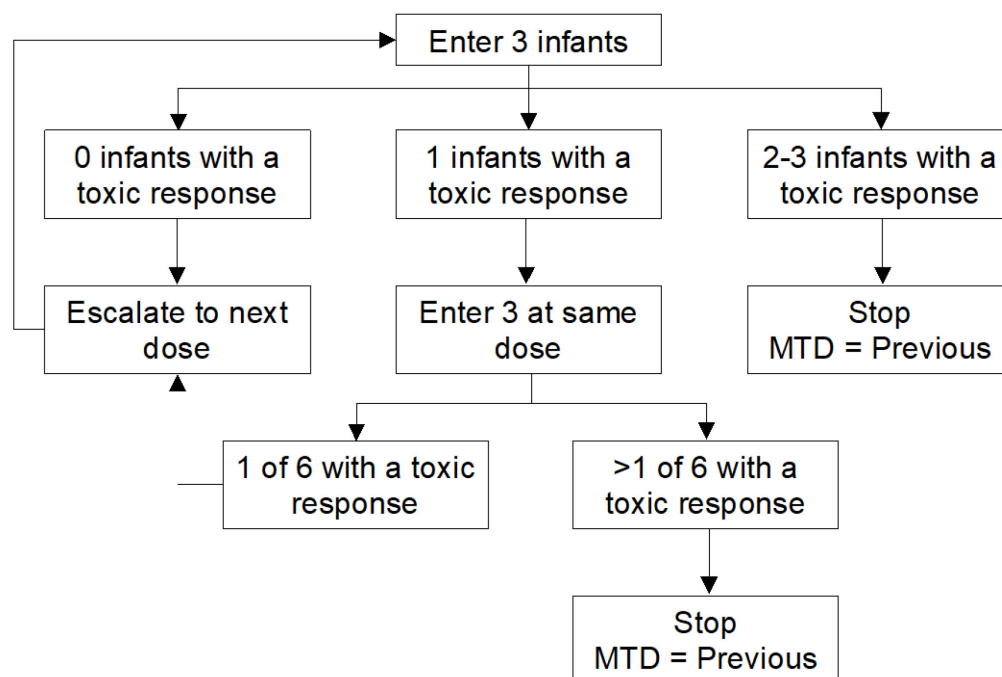 Enter 3 infants
0 infants with a
toxic response
1 infants with a
toxic response
2-3 infants with a
toxic response
Escalate to next
dose
Enter 3 at same
dose
Stop
MTD = Previous
1 of 6 with a toxic
response
>1 of 6 with a
toxic response
Stop
MTD = Previous